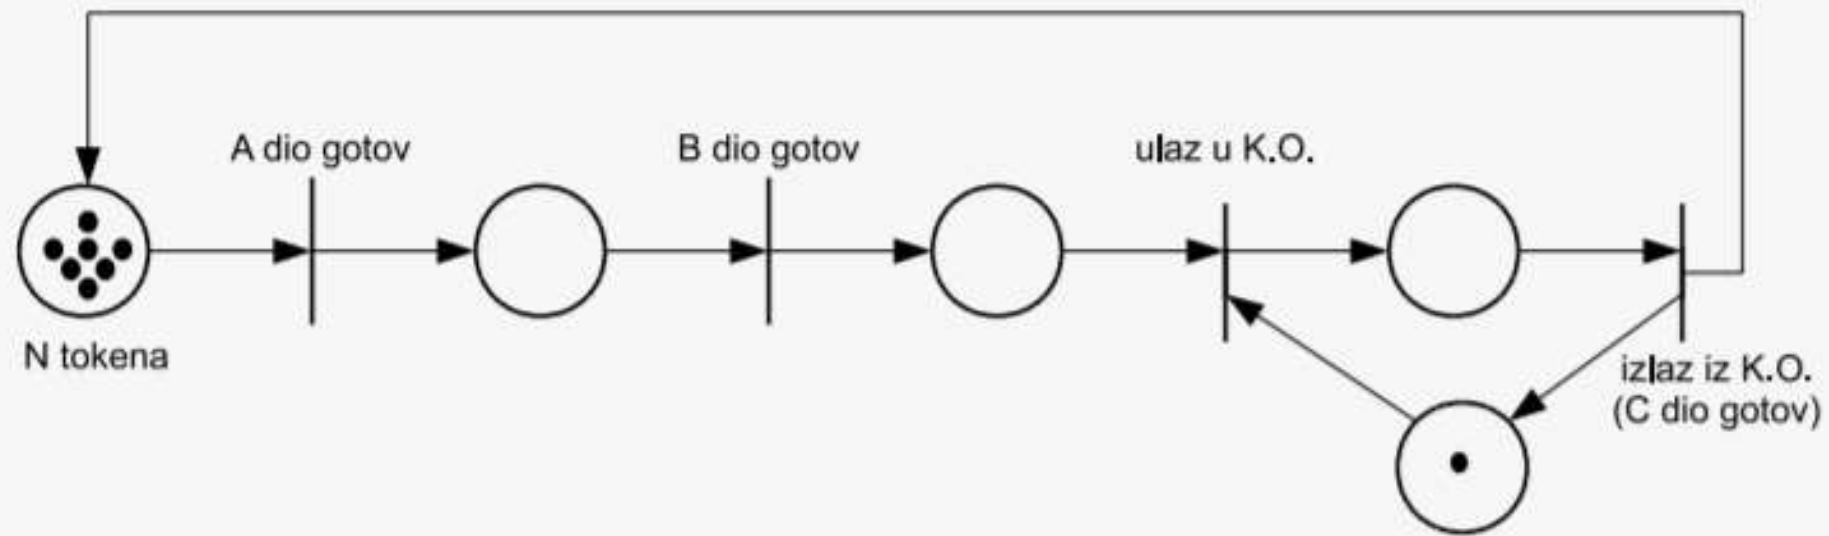 A dio gotov
B dio gotov
ulaz u K.O.
N tokena
izlaz iz K.O.
(C dio gotov)